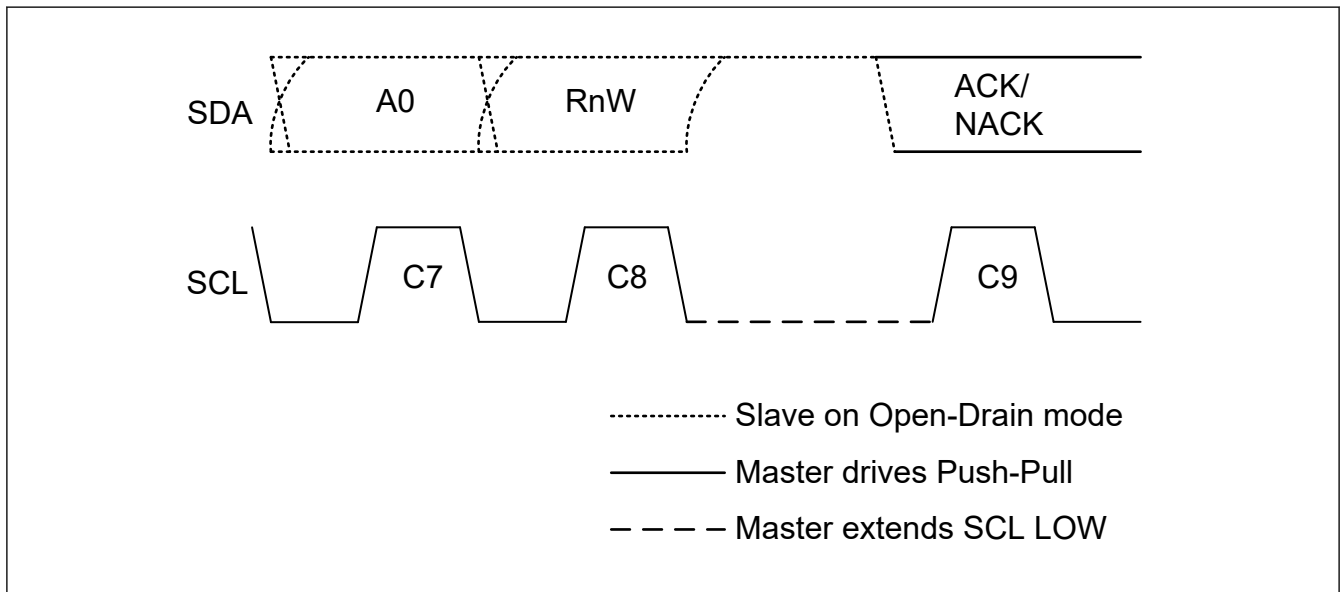 SDA
A0
RnW
ACK/
NACK
SCL
C7
C8
C9
Slave on Open-Drain mode
Master drives Push-Pull
Master extends SCL LOW